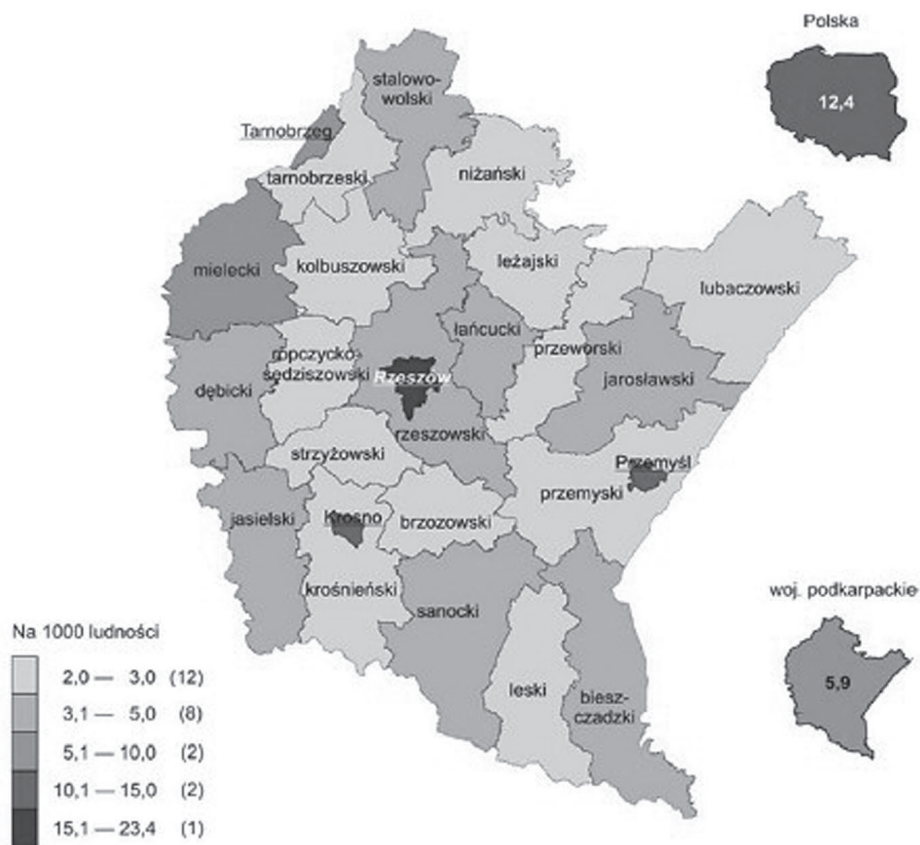 Polska
12,4
stalowo-
wolski
Tarnobrzeg
tarnobrzeski
niżański
mielecki
kolbuszowski
leżajski
lubaczowski
łańcucki
ropczycko-
sędziszowski
przeworski
dębicki
Rzeszów
jarosławski
rzeszowski
strzyżowski
Przemyśl
przemyski
jasielski
Krosno
brzozowski
krośnieński
sanocki
leski
biesz-
czadzki
woj. podkarpackie
5,9
Na 1000 ludności
2,0 — 3,0 (12)
3,1 — 5,0 (8)
5,1 — 10,0 (2)
10,1 — 15,0 (2)
15,1 — 23,4 (1)